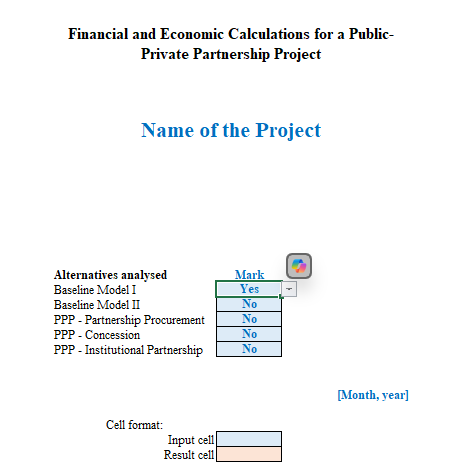 Financial and Economic Calculations for a Public-
Private Partnership Project
Name of the Project
Alternatives analysed Mark
Baseline Model I Yes
Baseline Model II No
PPP - Partnership Procurement No
PPP - Concession No
PPP - Institutional Partnership No
[Month, year]
Cell format:
Input cell
Result cell